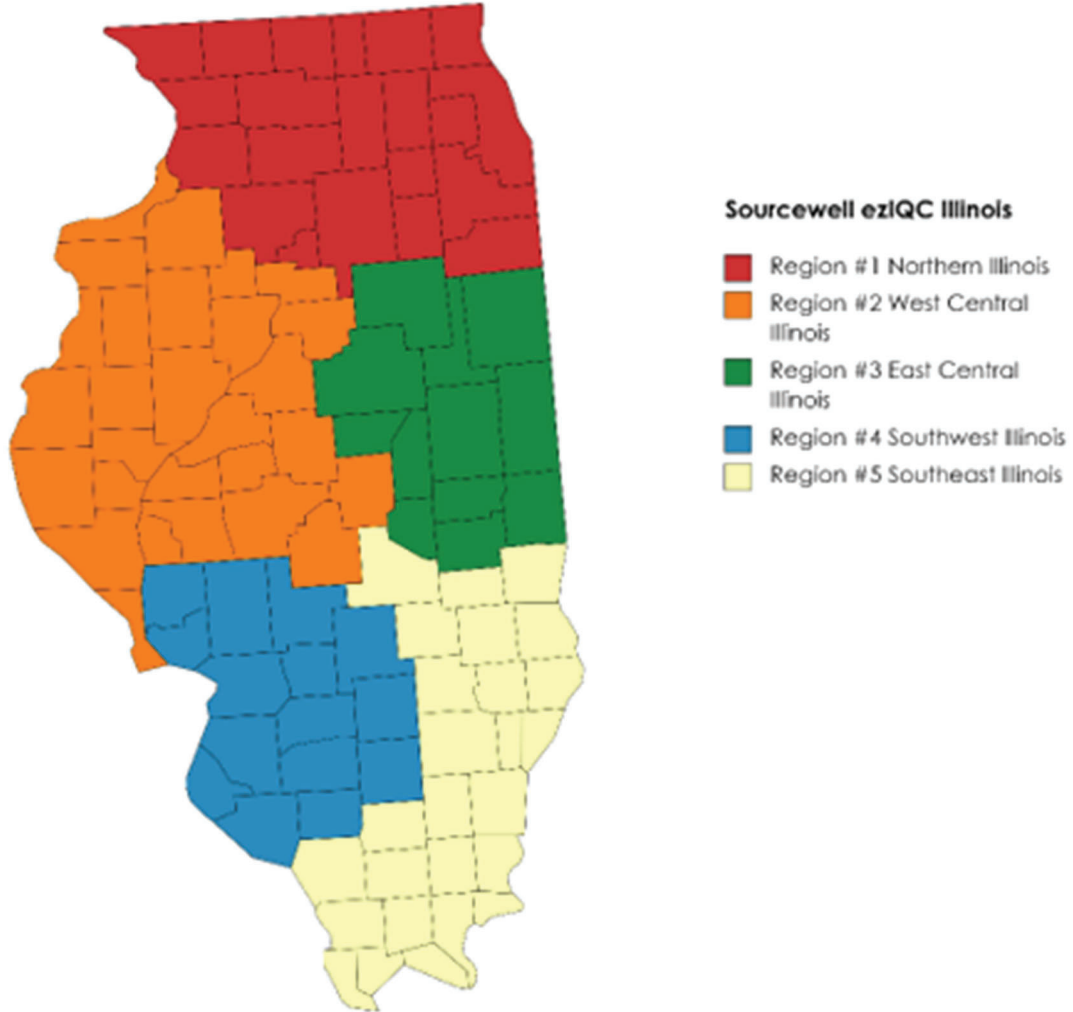 Sourcewell ezIQC Illinois
Region #1 Northern Illinois
Region #2 West Central
Illinois
Region #3 East Central
Illinois
Region #4 Southwest Illinois
Region #5 Southeast Illinois